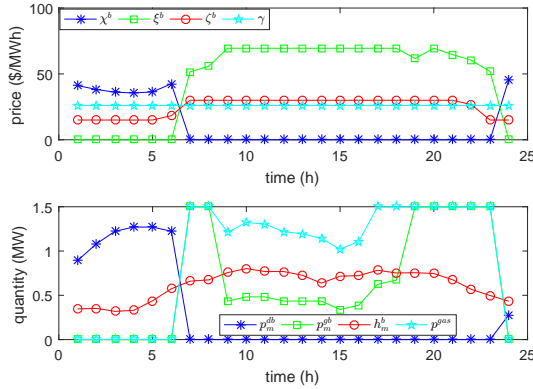 χ^b ξ^b ζ^b γ
100
50
0
price ($/MWh)
0 5 10 15 20 25
time (h)
1.5
1
0.5
0
quantity (MW)
p_m^{db} p_m^{gb} h_m^b p^{gas}
0 5 10 15 20 25
time (h)